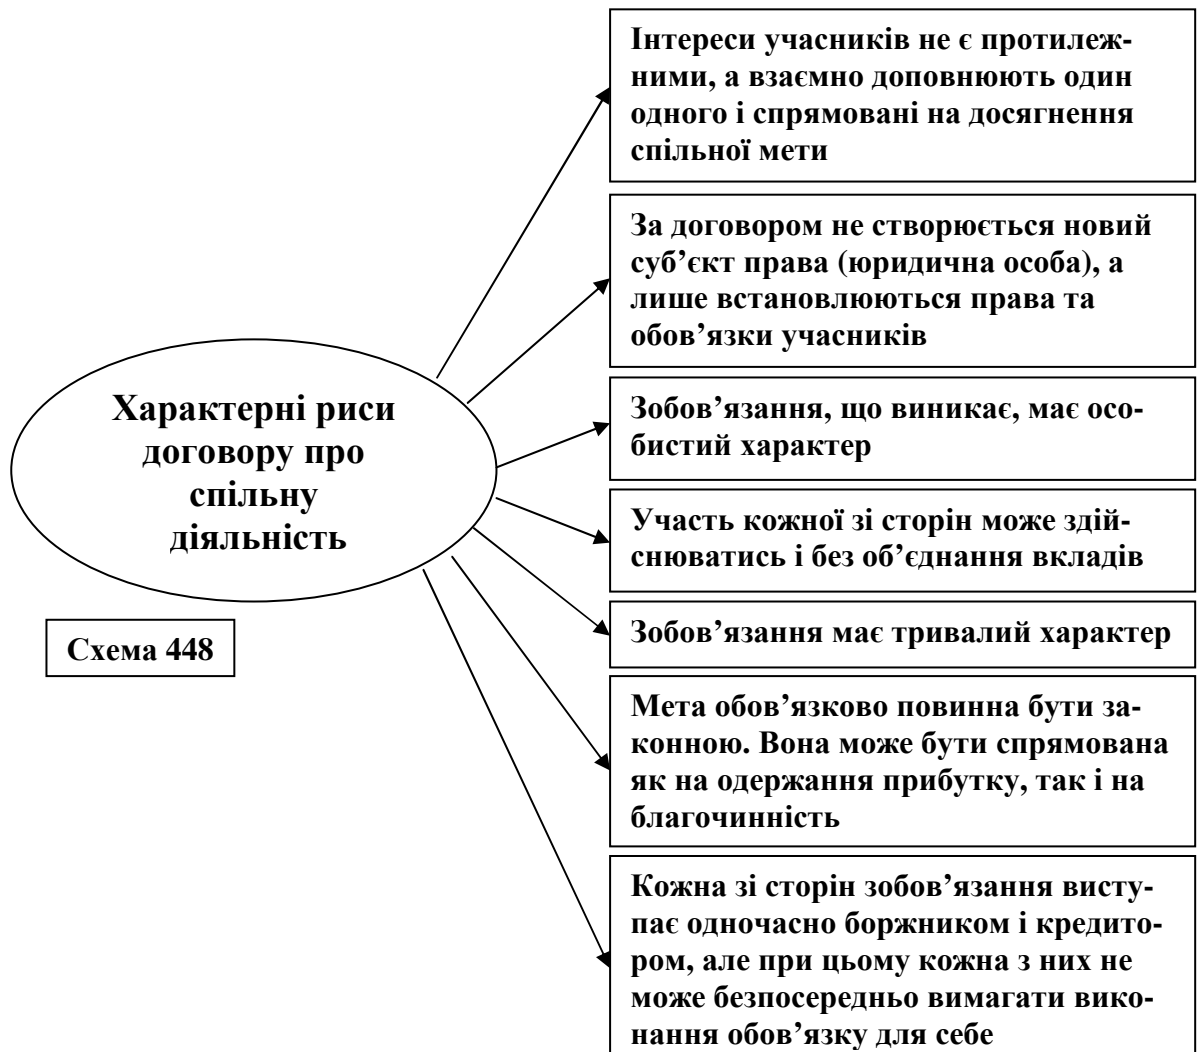 Характерні риси
договору про
спільну
діяльність
Схема 448
Інтереси учасників не є протилеж-
ними, а взаємно доповнюють один
одного і спрямовані на досягнення
спільної мети
За договором не створюється новий
суб’єкт права (юридична особа), а
лише встановлюються права та
обов’язки учасників
Зобов’язання, що виникає, має осо-
бистий характер
Участь кожної зі сторін може здій-
снюватись і без об’єднання вкладів
Зобов’язання має тривалий характер
Мета обов’язково повинна бути за-
конною. Вона може бути спрямована
як на одержання прибутку, так і на
благочинність
Кожна зі сторін зобов’язання висту-
пає одночасно боржником і кредито-
ром, але при цьому кожна з них не
може безпосередньо вимагати вико-
нання обов’язку для себе